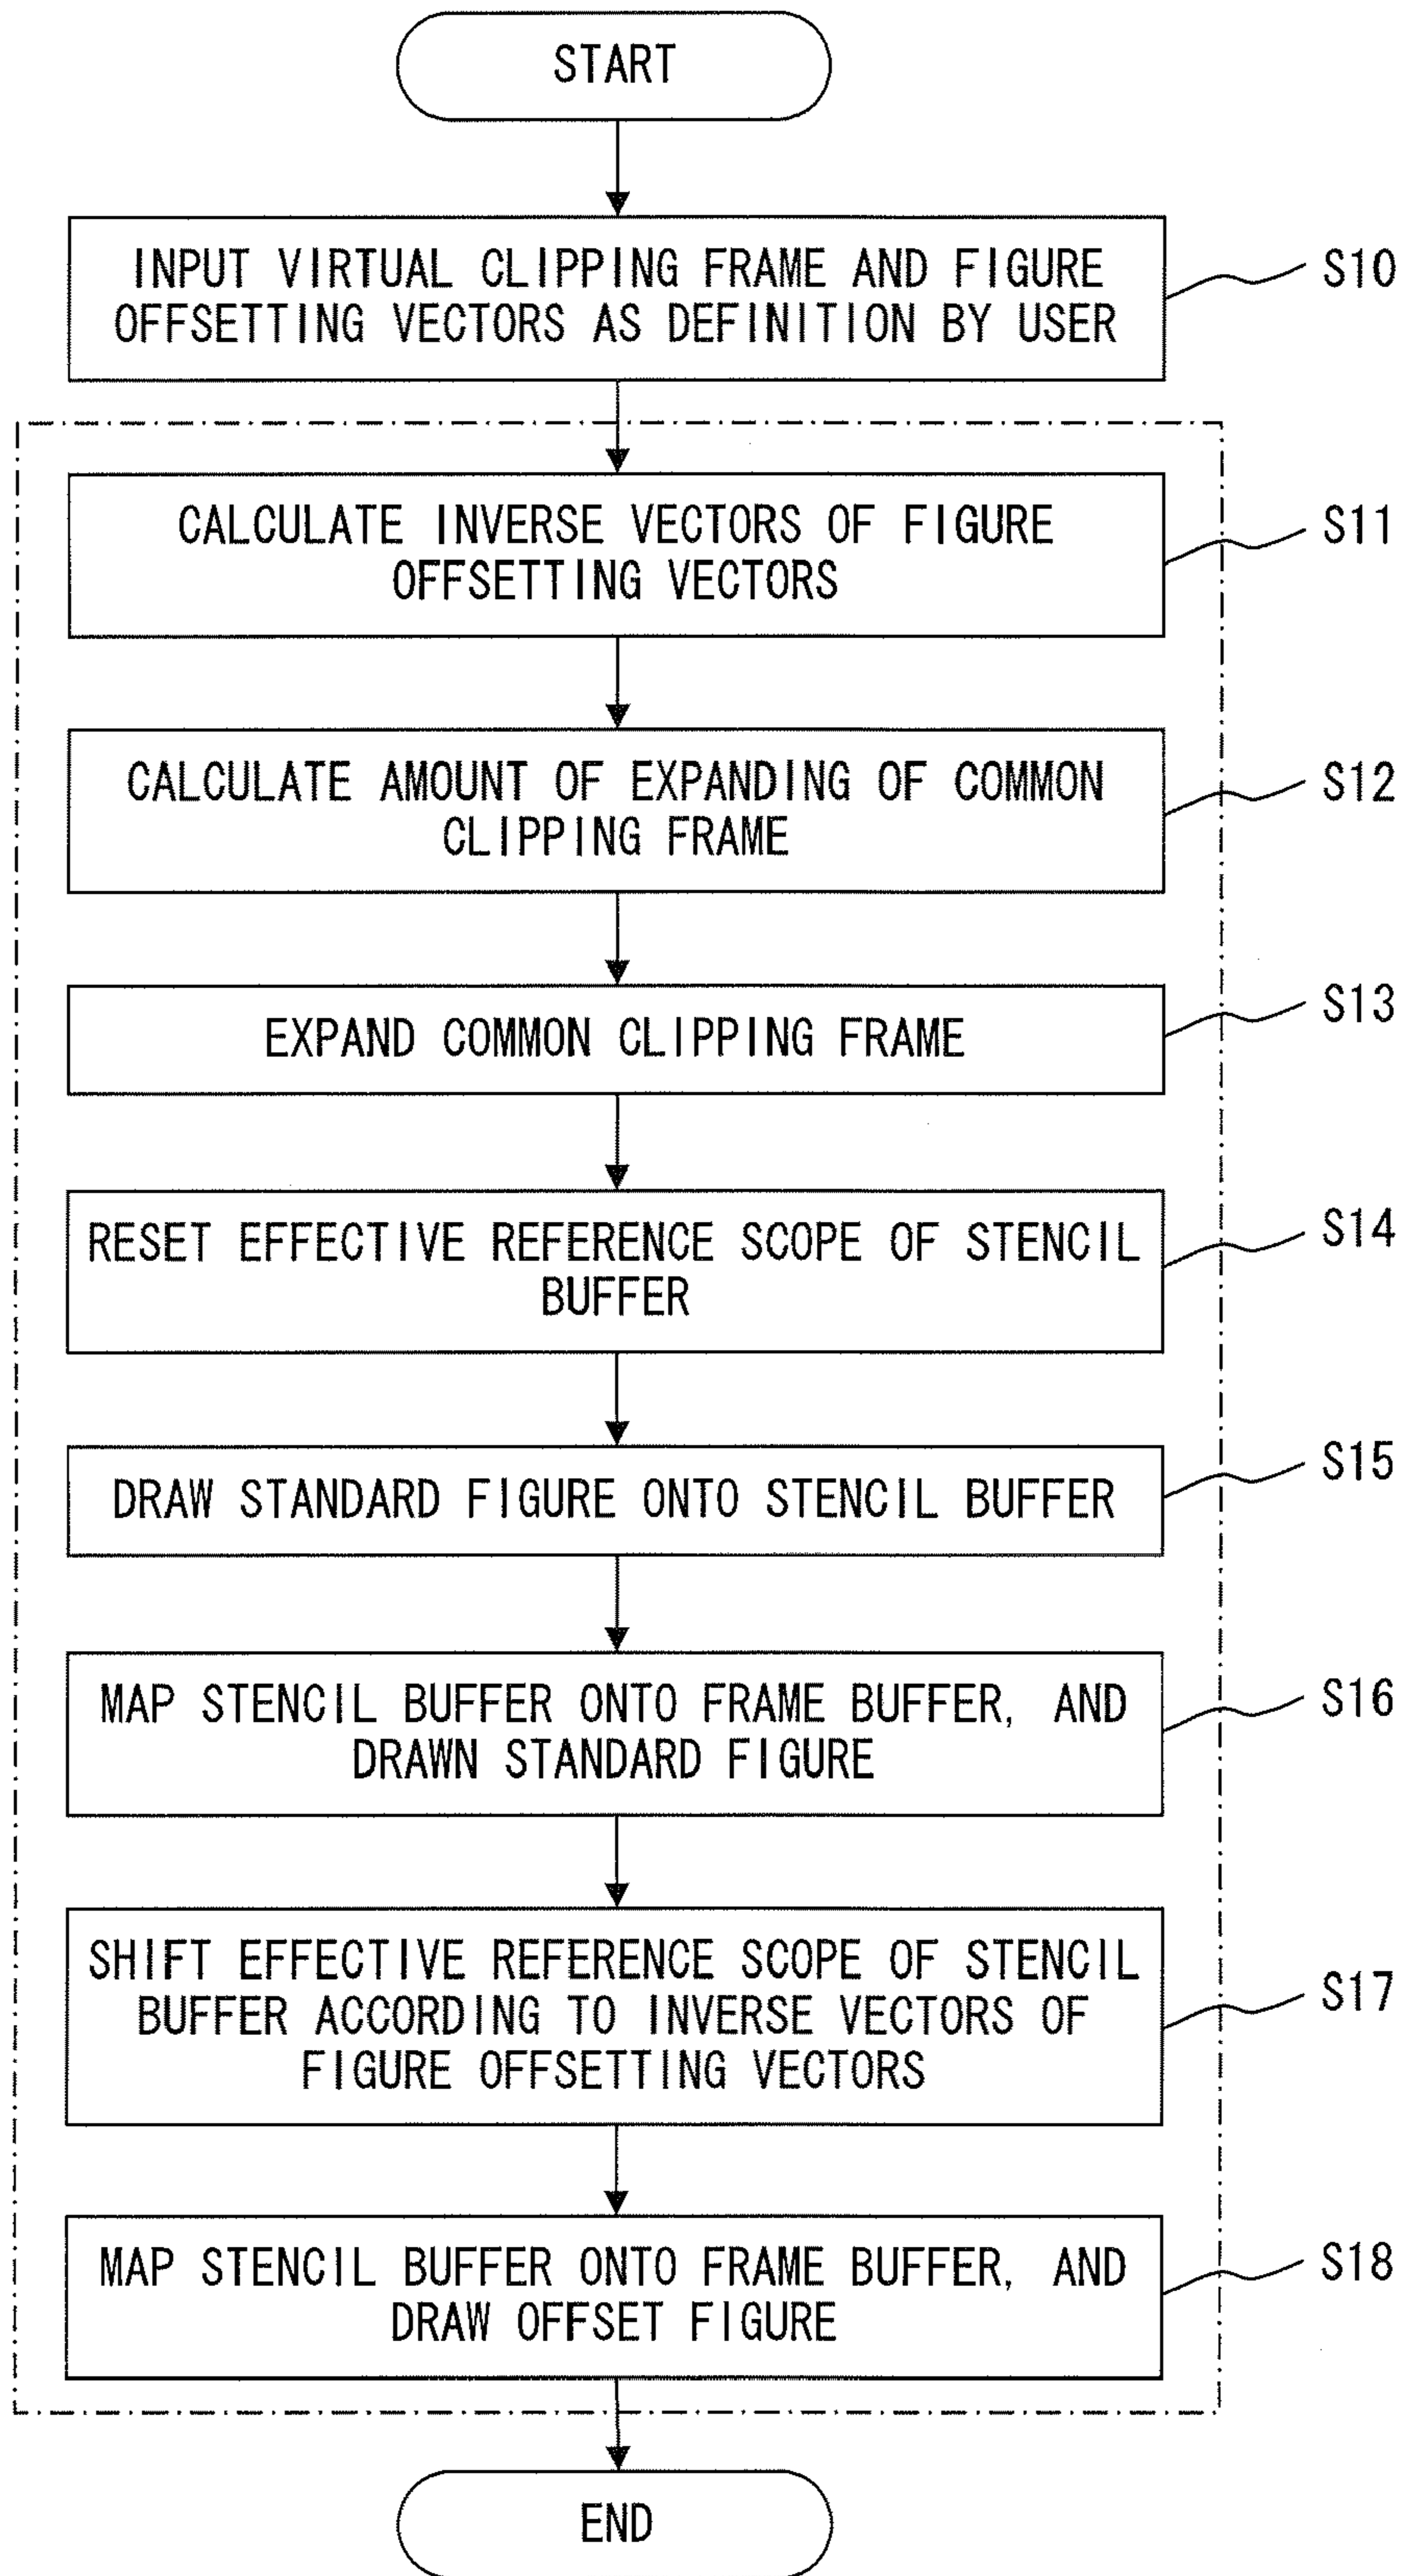 START
INPUT VIRTUAL CLIPPING FRAME AND FIGURE
OFFSETTING VECTORS AS DEFINITION BY USER
S10
CALCULATE INVERSE VECTORS OF FIGURE
OFFSETTING VECTORS
S11
CALCULATE AMOUNT OF EXPANDING OF COMMON
CLIPPING FRAME
S12
EXPAND COMMON CLIPPING FRAME
S13
RESET EFFECTIVE REFERENCE SCOPE OF STENCIL
BUFFER
S14
DRAW STANDARD FIGURE ONTO STENCIL BUFFER
S15
MAP STENCIL BUFFER ONTO FRAME BUFFER, AND
DRAWN STANDARD FIGURE
S16
SHIFT EFFECTIVE REFERENCE SCOPE OF STENCIL
BUFFER ACCORDING TO INVERSE VECTORS OF
FIGURE OFFSETTING VECTORS
S17
MAP STENCIL BUFFER ONTO FRAME BUFFER, AND
DRAW OFFSET FIGURE
S18
END